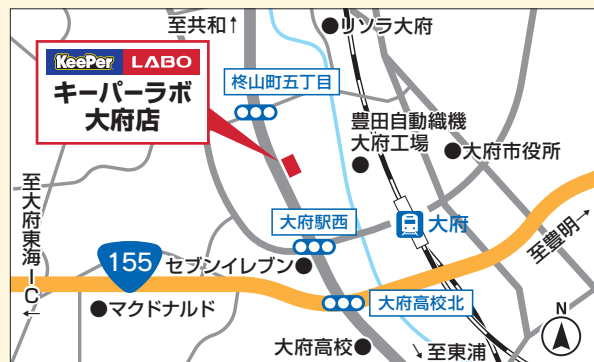 至共和↑
リソラ大府
KeePer LABO
キーパーラボ
大府店
柊山町五丁目
豊田自動織機
大府工場
大府市役所
至大府東海IC↓
大府駅西
大府
至豊明→
155
セブンイレブン
マクドナルド
大府高校北
N
大府高校
↘至東浦